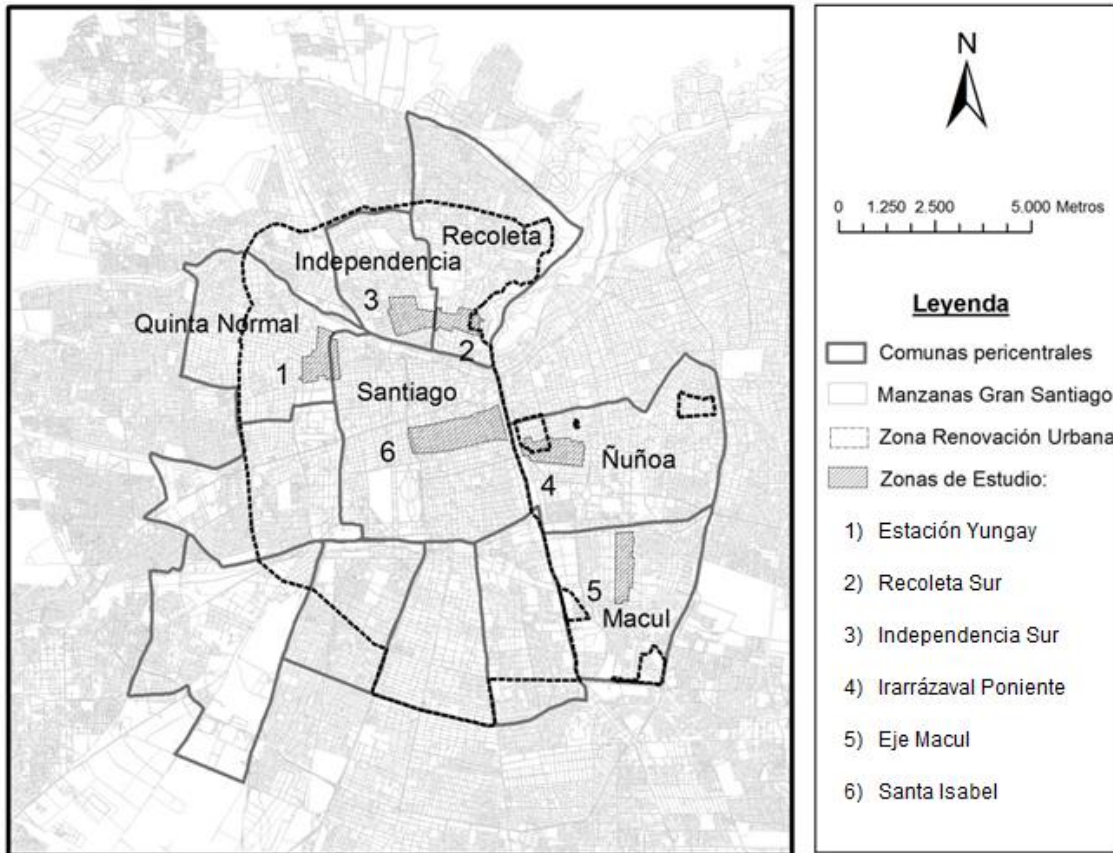 Recoleta
Independencia
3
Quinta Normal
2
1
Santiago
6
Ñuñoa
4
5
Macul
N
0 1.250 2.500 5.000 Metros
Leyenda
Comunas pericentrales
Manzanas Gran Santiago
Zona Renovación Urbana
Zonas de Estudio:
1) Estación Yungay
2) Recoleta Sur
3) Independencia Sur
4) Irarrázaval Poniente
5) Eje Macul
6) Santa Isabel